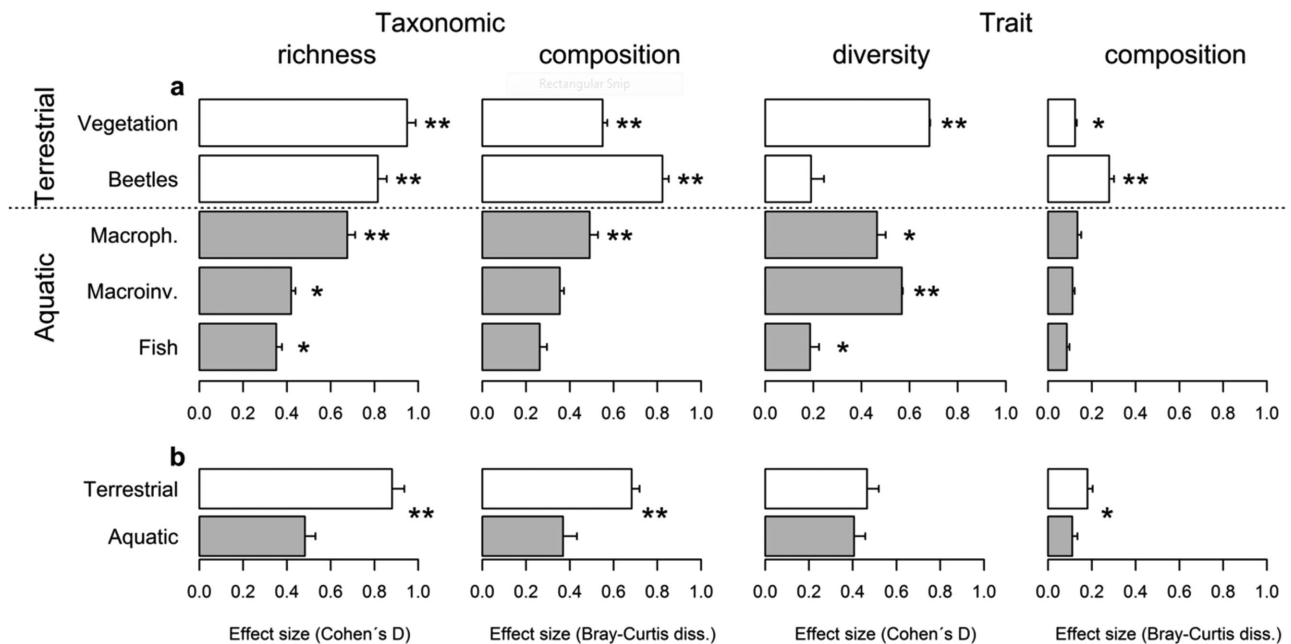 Taxonomic Trait
richness composition diversity composition
Rectangular Snip
a
Terrestrial
Vegetation ** ** ** *
Beetles ** ** **
Aquatic
Macroph. ** ** *
Macroinv. * **
Fish * *
0.0 0.2 0.4 0.6 0.8 1.0 0.0 0.2 0.4 0.6 0.8 1.0 0.0 0.2 0.4 0.6 0.8 1.0 0.0 0.2 0.4 0.6 0.8 1.0
b
Terrestrial
** ** *
Aquatic
0.0 0.2 0.4 0.6 0.8 1.0 0.0 0.2 0.4 0.6 0.8 1.0 0.0 0.2 0.4 0.6 0.8 1.0 0.0 0.2 0.4 0.6 0.8 1.0
Effect size (Cohen´s D) Effect size (Bray-Curtis diss.) Effect size (Cohen´s D) Effect size (Bray-Curtis diss.)